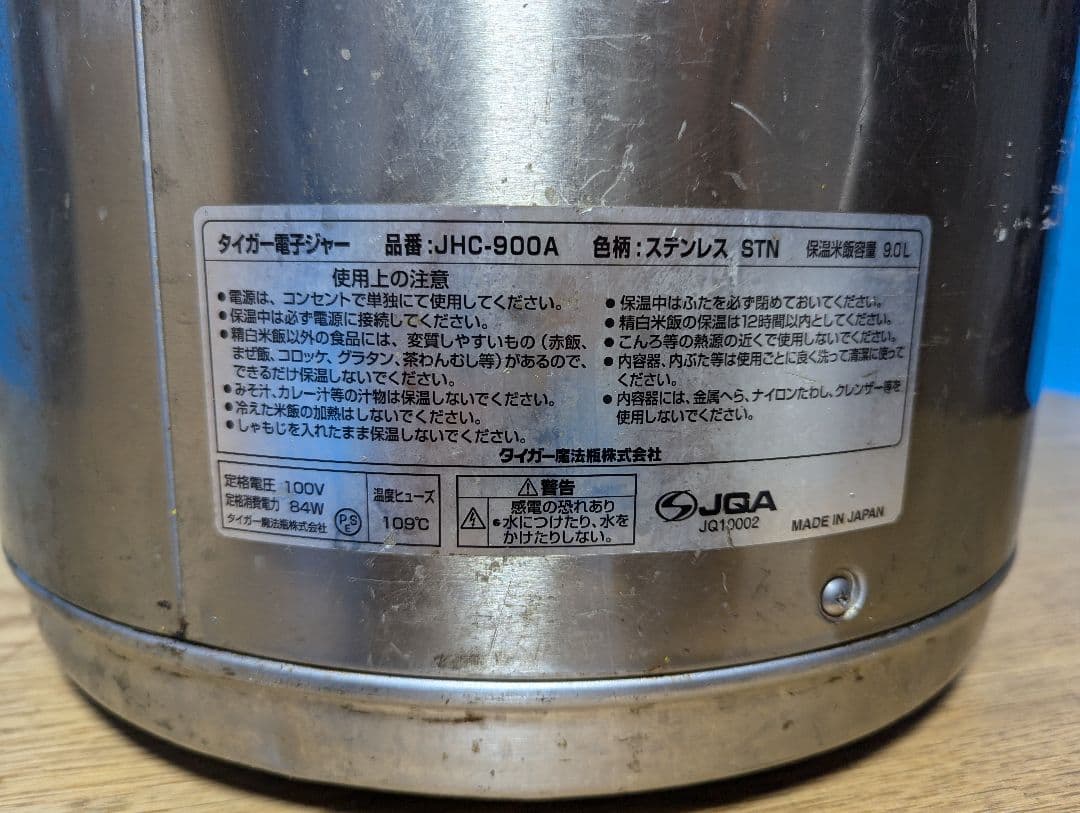 タイガー電子ジャー 品番:JHC-900A 色柄:ステンレス STN 保温米飯容量 9.0L
使用上の注意
●電源は、コンセントで単独にて使用してください。
●保温中は必ず電源に接続してください。
●精白米飯以外の食品には、変質しやすいもの(赤飯、
まぜ飯、コロッケ、グラタン、茶わんむし等)があるので、
できるだけ保温しないでください。
●みそ汁、カレー汁等の汁物は保温しないでください。
●冷えた米飯の加熱はしないでください。
●しゃもじを入れたまま保温しないでください。
●保温中はふたを必ず閉めておいてください。
●精白米飯の保温は12時間以内としてください。
●こんろ等の熱源の近くで使用しないでください。
●内容器、内ぶた等は使用ごとに良く洗って清潔に使って
ください。
●内容器には、金属へら、ナイロンたわし、クレンザー等を
使用しないでください。
タイガー魔法瓶株式会社
定格電圧 100V
定格消費電力 84W
タイガー魔法瓶株式会社 PSE
温度ヒューズ
109℃
⚠警告
感電の恐れあり
●水につけたり、水を
かけたりしない。
JQA
JQ10002
MADE IN JAPAN